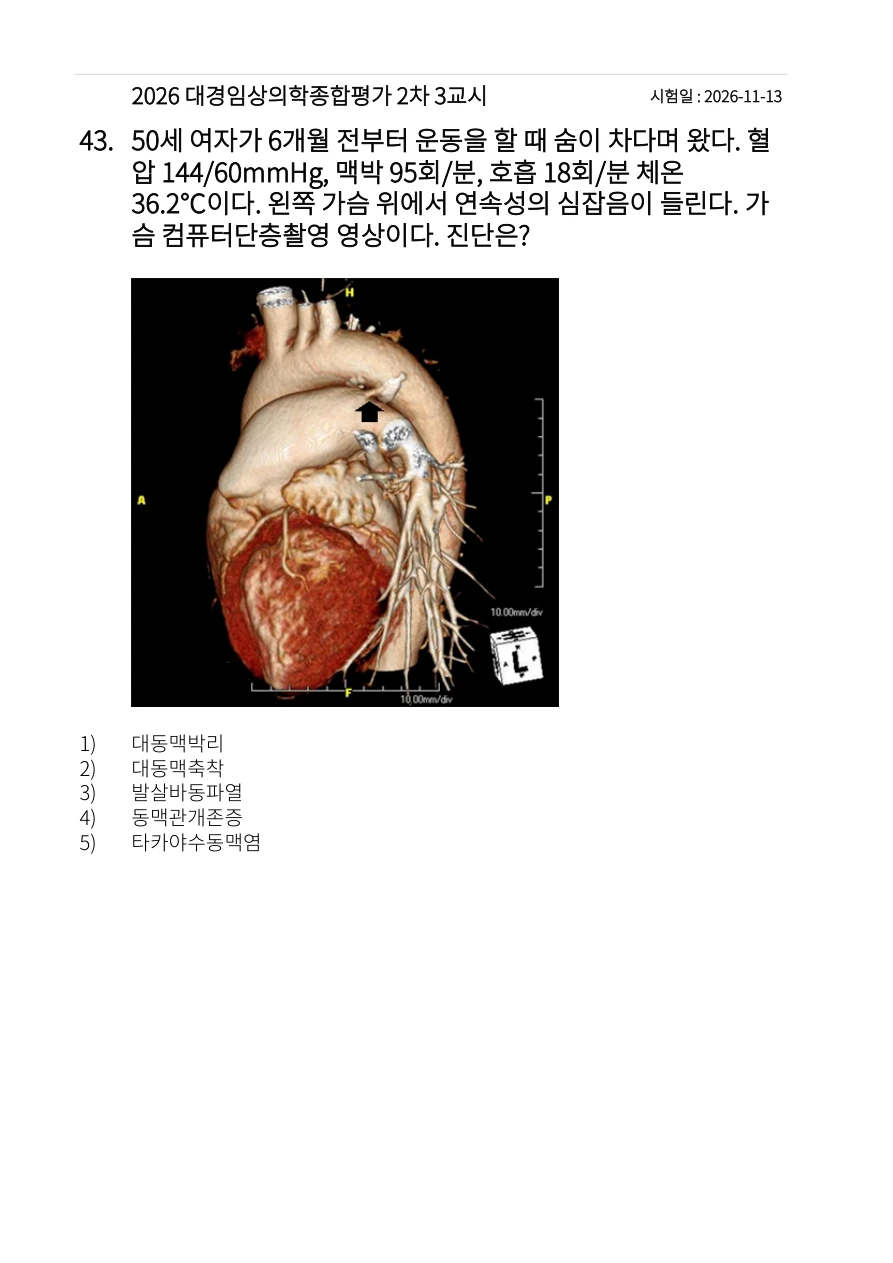 2026 대경임상의학종합평가 2차 3교시
시험일 : 2026-11-13
43. 50세 여자가 6개월 전부터 운동을 할 때 숨이 차다며 왔다. 혈
압 144/60mmHg, 맥박 95회/분, 호흡 18회/분 체온
36.2℃이다. 왼쪽 가슴 위에서 연속성의 심잡음이 들린다. 가
슴 컴퓨터단층촬영 영상이다. 진단은?
H
A
P
10.00mm/div
L
F
10.00mm/div
1) 대동맥박리
2) 대동맥축착
3) 발살바동파열
4) 동맥관개존증
5) 타카야수동맥염